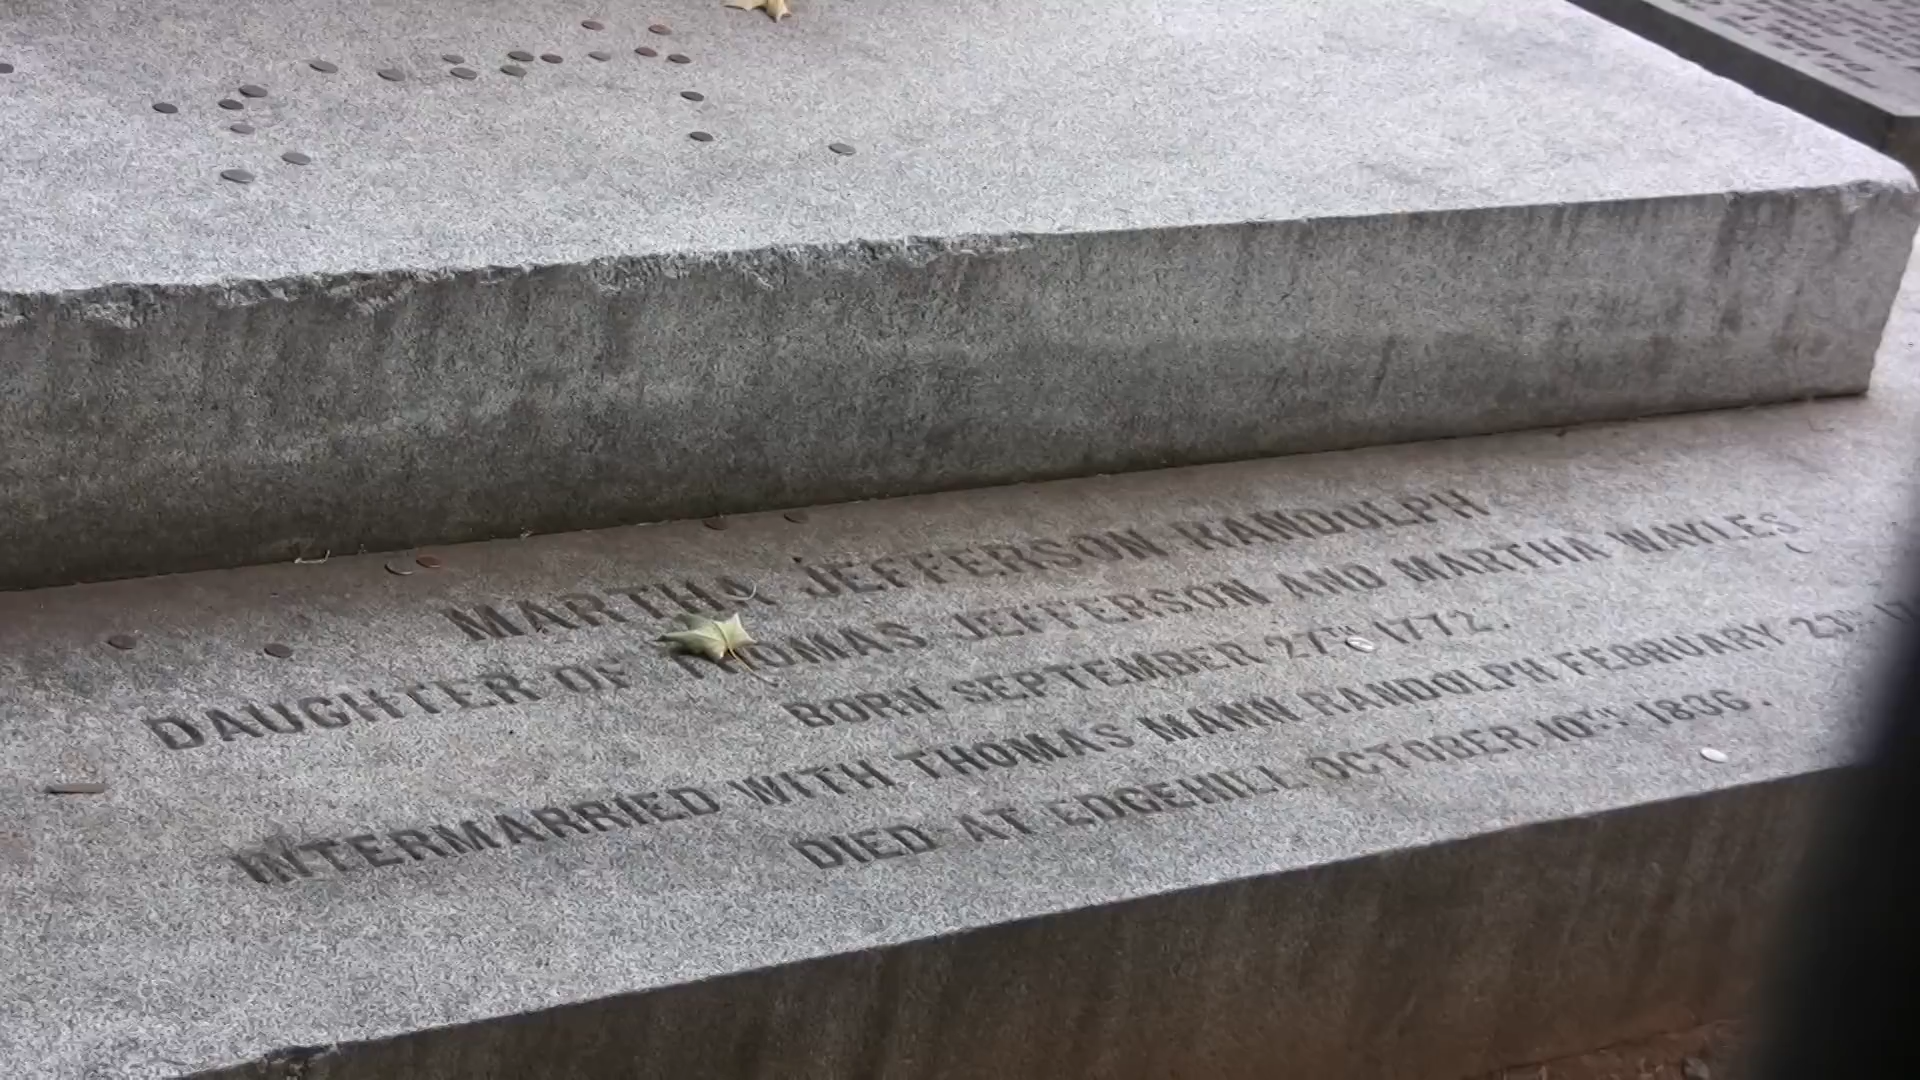 MARTHA JEFFERSON RANDOLPH
DAUGHTER OF THOMAS JEFFERSON AND MARTHA WAYLES
BORN SEPTEMBER 27TH 1772.
INTERMARRIED WITH THOMAS MANN RANDOLPH FEBRUARY 23RD
DIED AT EDGEHILL OCTOBER 10TH 1836.